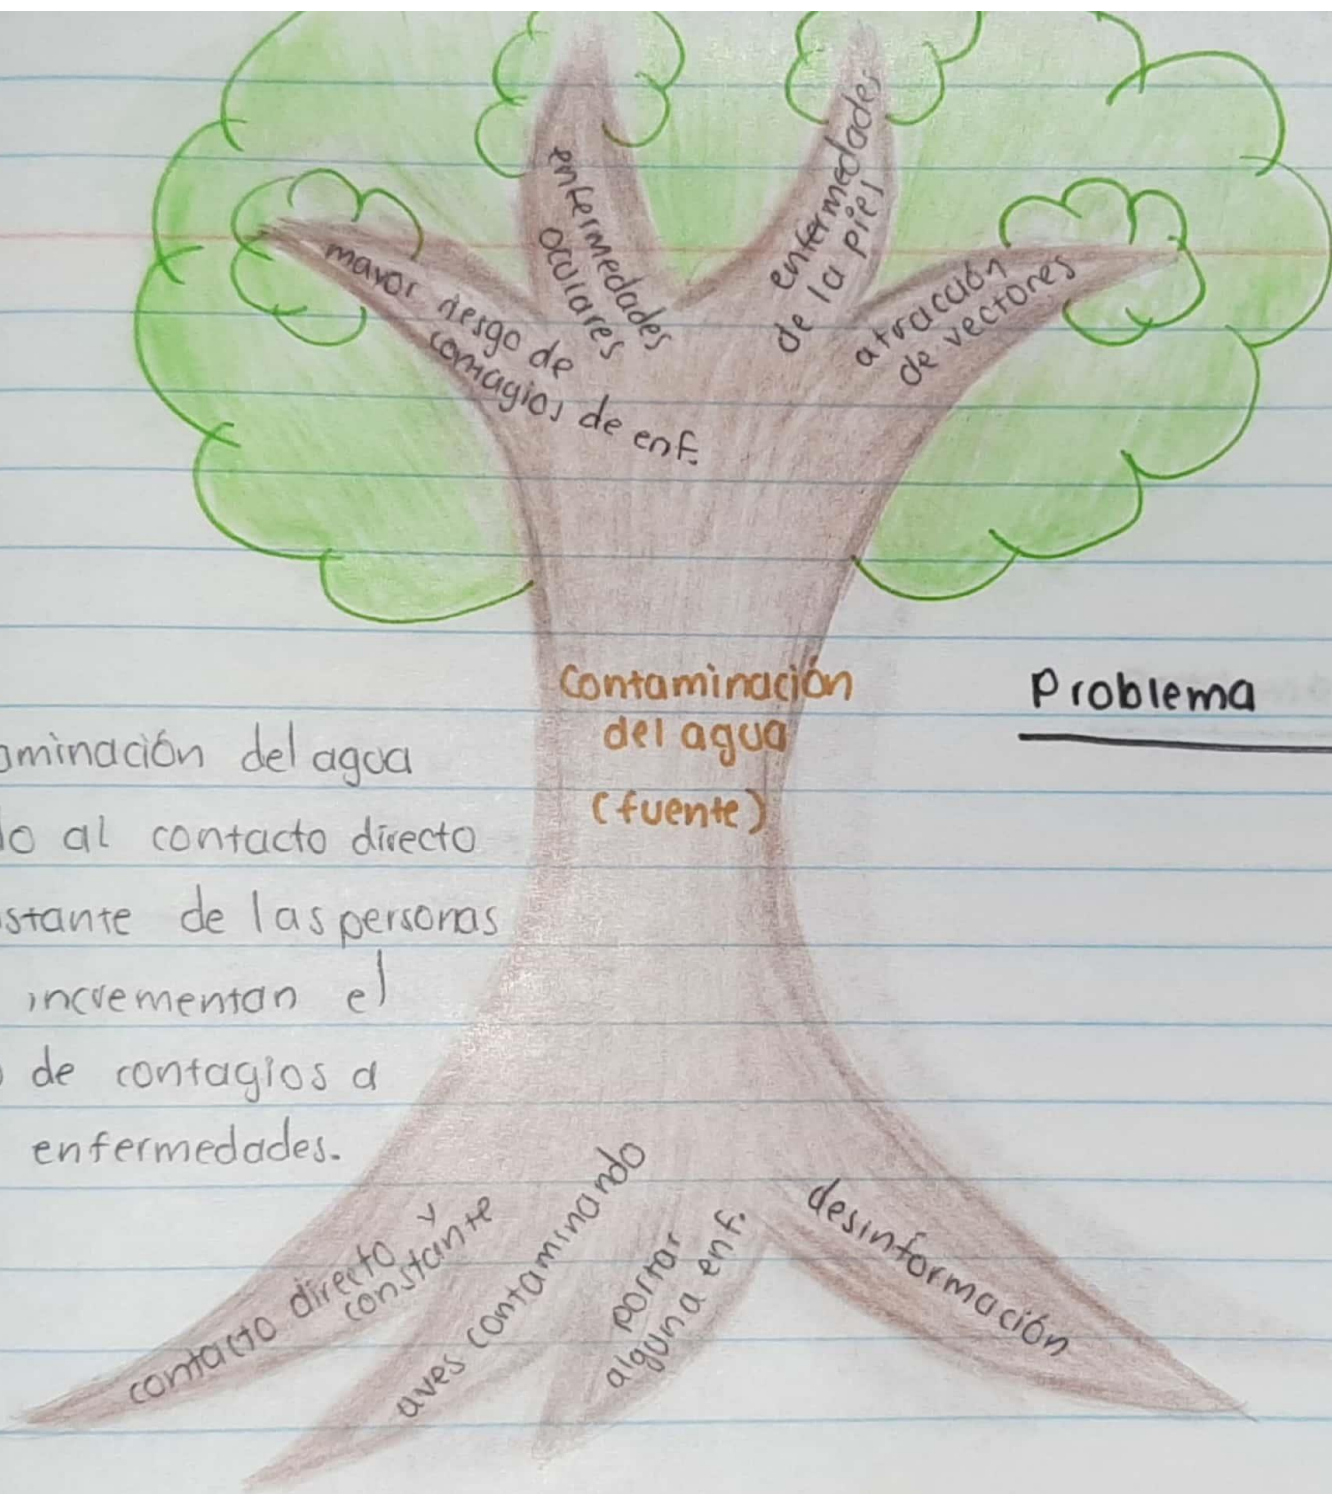 enfermedades
oculares
enfermedades
de la piel
mayor riesgo de
contagios de enf.
atracción
de vectores
Contaminación
del agua
(fuente)
Problema
aminación del agua
do al contacto directo
stante de las personas
incrementan el
de contagios a
enfermedades.
contacto directo y
constante
aves contaminando
portar
alguna enf.
desinformación